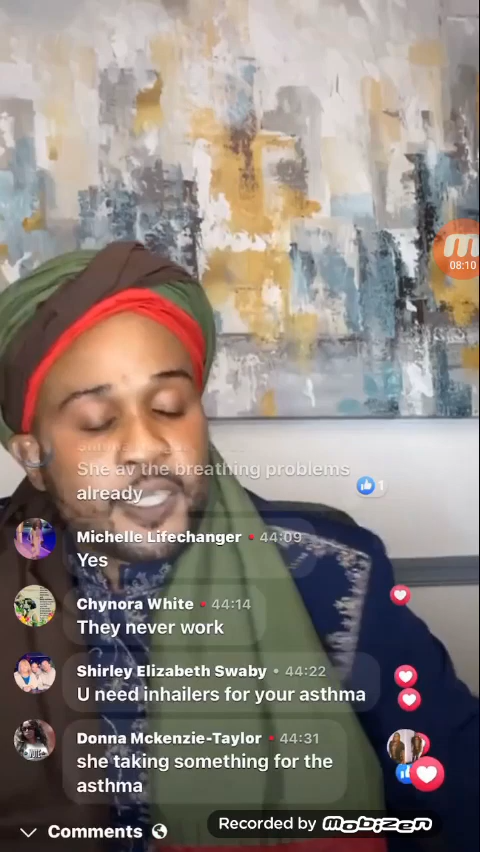 She av the breathing problems
already
1
Michelle Lifechanger • 44:09
Yes
Chynora White • 44:14
They never work
Shirley Elizabeth Swaby • 44:22
U need inhailers for your asthma
Donna Mckenzie-Taylor • 44:31
she taking something for the
asthma
Comments
Recorded by mobizen
08:10
VOTE